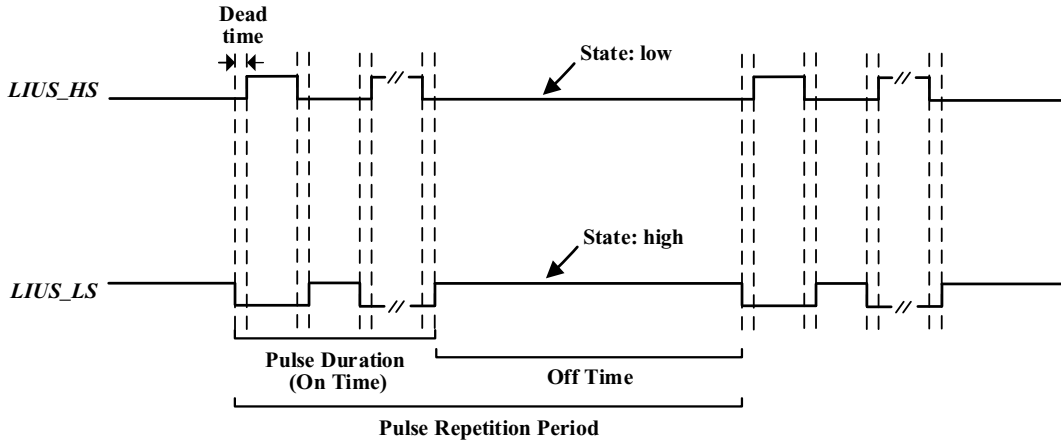 Dead
time
LIUS_HS
State: low
State: high
LIUS_LS
Pulse Duration
(On Time)
Off Time
Pulse Repetition Period